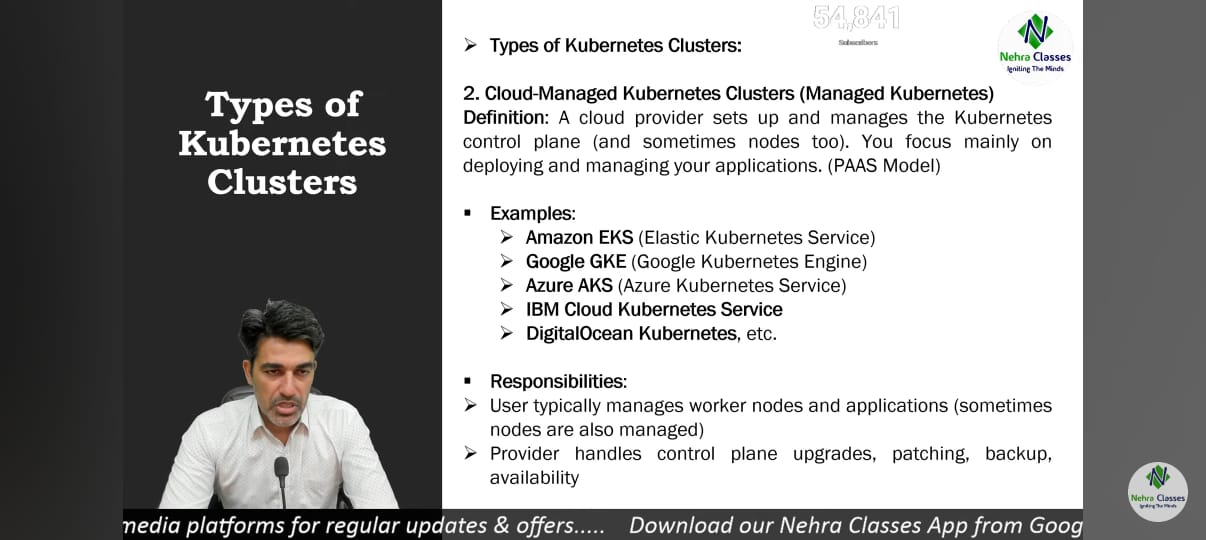 54,841
Subscribers
Nehra Classes
Igniting The Minds
Types of
Kubernetes
Clusters
➢ Types of Kubernetes Clusters:
2. Cloud-Managed Kubernetes Clusters (Managed Kubernetes)
Definition: A cloud provider sets up and manages the Kubernetes
control plane (and sometimes nodes too). You focus mainly on
deploying and managing your applications. (PAAS Model)
▪ Examples:
➢ Amazon EKS (Elastic Kubernetes Service)
➢ Google GKE (Google Kubernetes Engine)
➢ Azure AKS (Azure Kubernetes Service)
➢ IBM Cloud Kubernetes Service
➢ DigitalOcean Kubernetes, etc.
▪ Responsibilities:
➢ User typically manages worker nodes and applications (sometimes
nodes are also managed)
➢ Provider handles control plane upgrades, patching, backup,
availability
Nehra Classes
Igniting The Minds
media platforms for regular updates & offers..... Download our Nehra Classes App from Goog